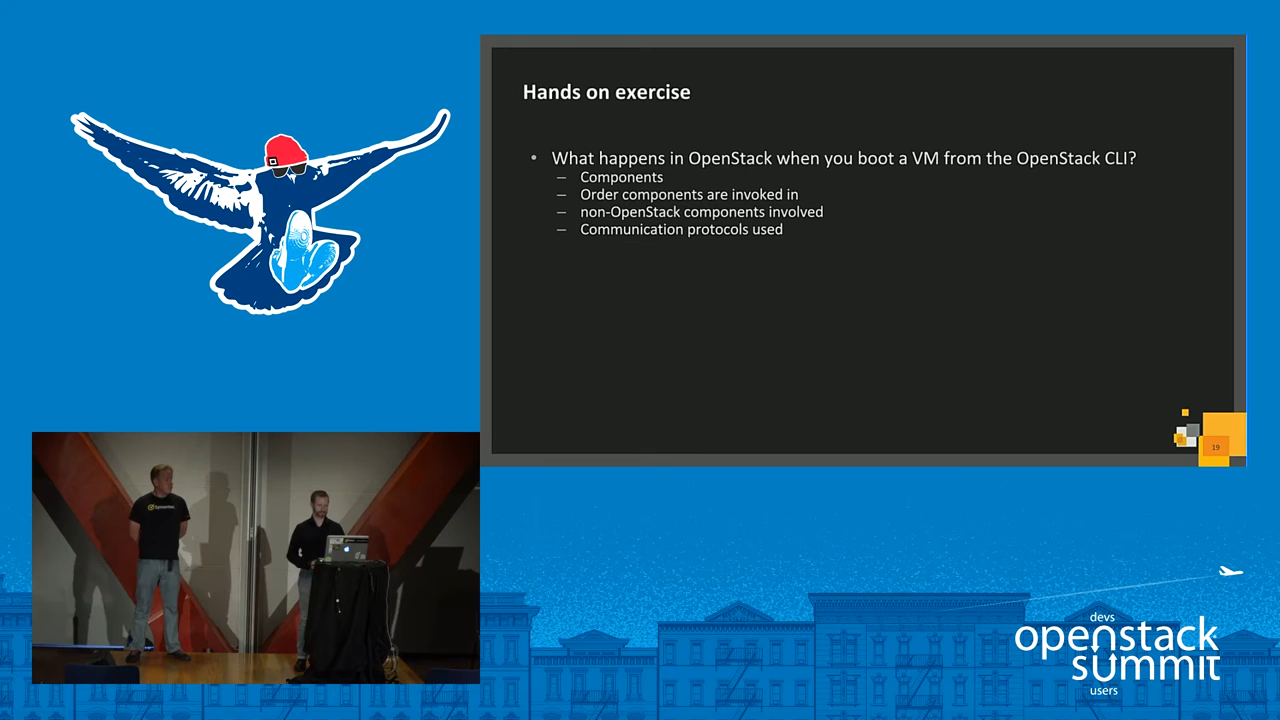 Hands on exercise
• What happens in OpenStack when you boot a VM from the OpenStack CLI?
– Components
– Order components are invoked in
– non-OpenStack components involved
– Communication protocols used
19
Symantec
devs
openstack
summit
users